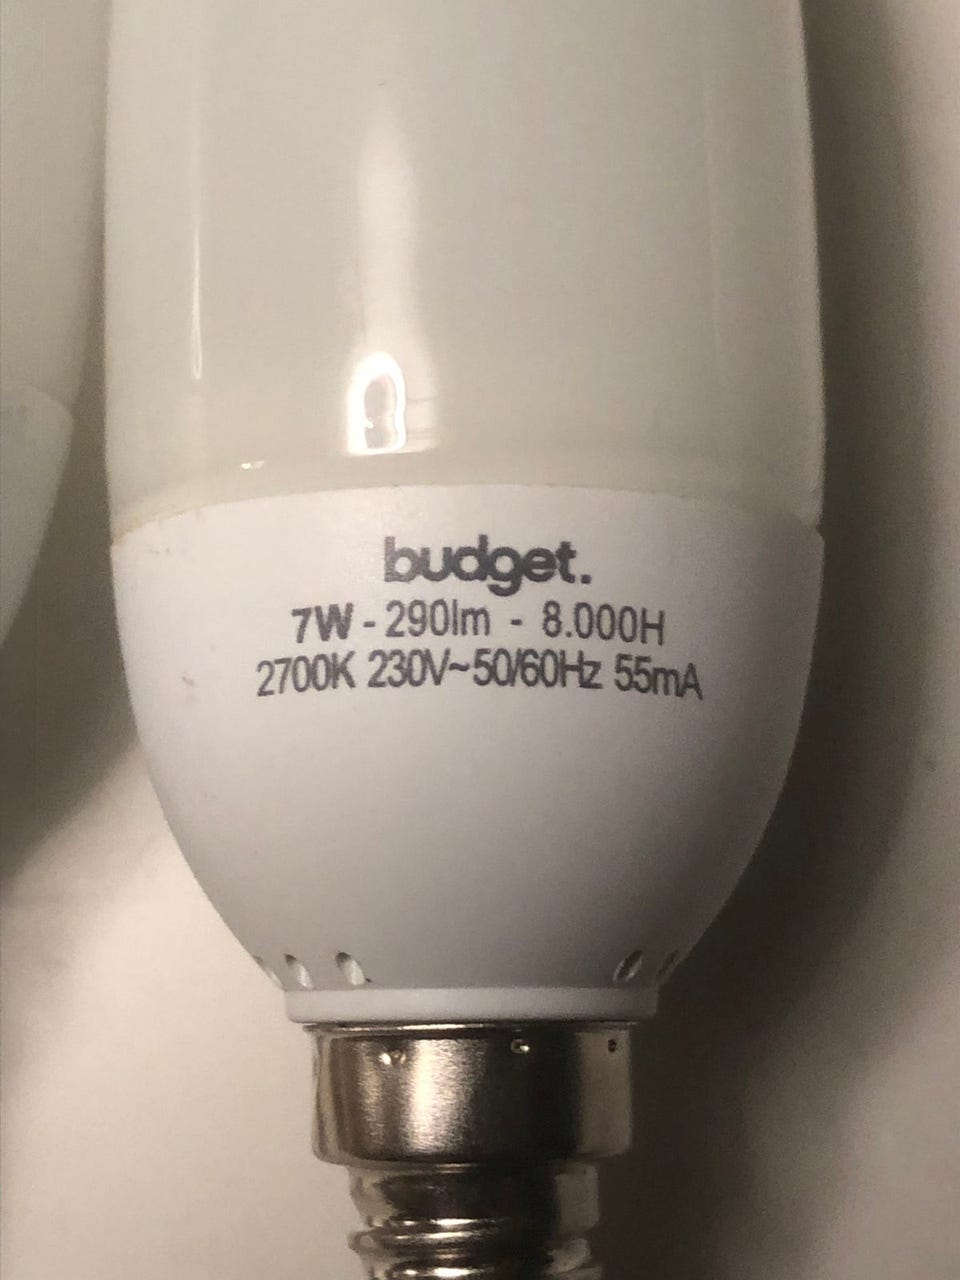 budget.
7W - 290lm - 8.000H
2700K 230V~50/60Hz 55mA